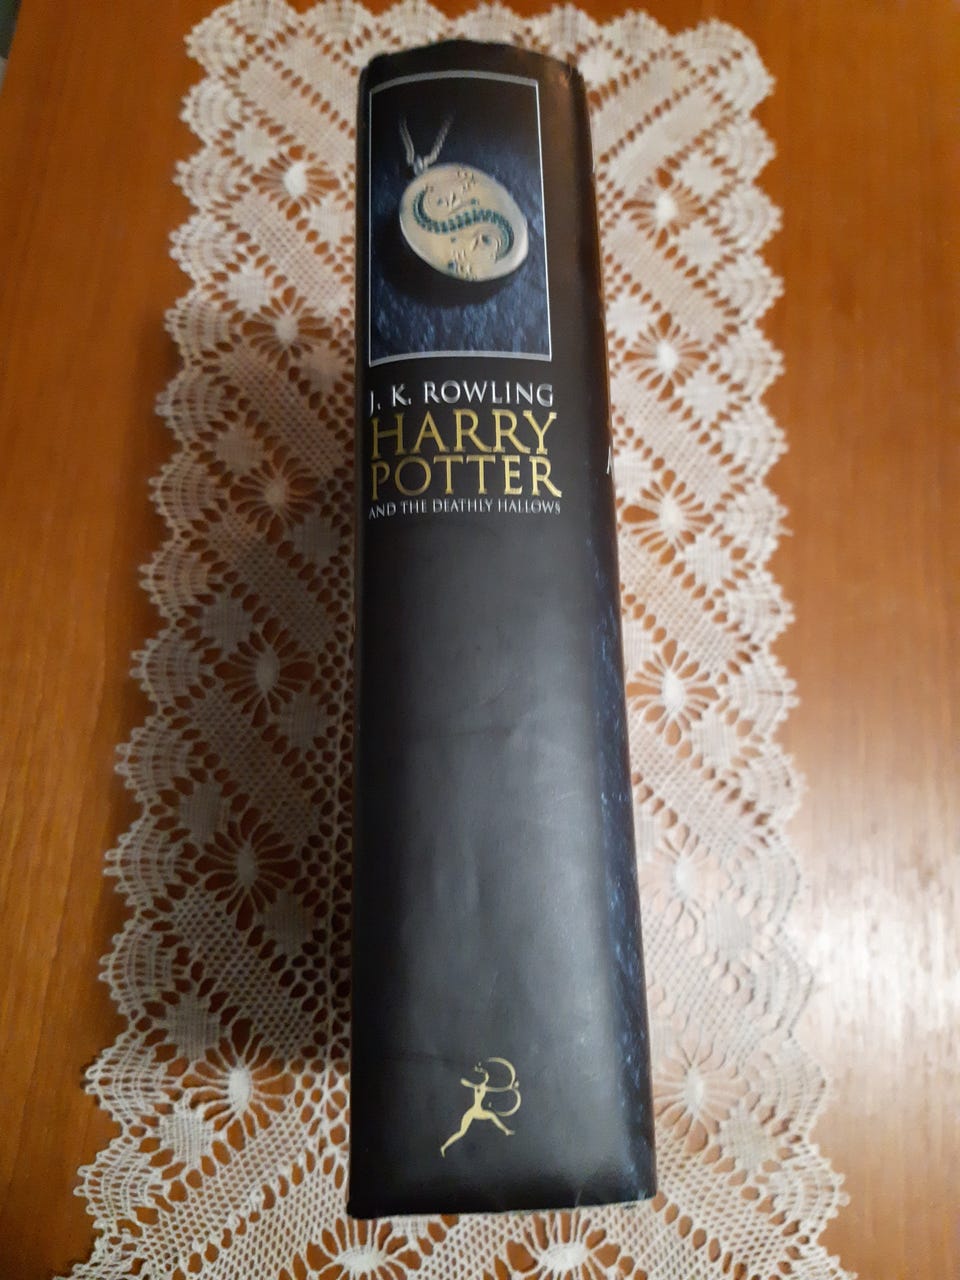 J. K. ROWLING
HARRY
POTTER
AND THE DEATHLY HALLOWS